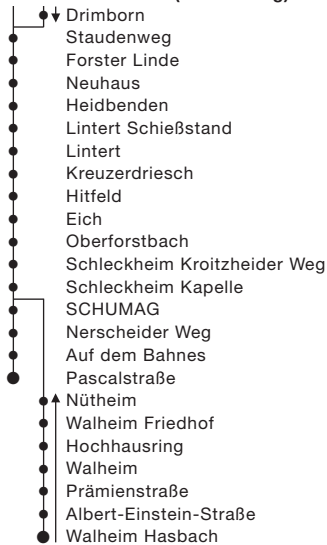 Drimborn
Staudenweg
Forster Linde
Neuhaus
Heidbenden
Lintert Schießstand
Lintert
Kreuzerdriesch
Hitfeld
Eich
Oberforstbach
Schleckheim Kroitzheider Weg
Schleckheim Kapelle
SCHUMAG
Nerscheider Weg
Auf dem Bahnes
Pascalstraße
Nütheim
Walheim Friedhof
Hochhausring
Walheim
Prämienstraße
Albert-Einstein-Straße
Walheim Hasbach